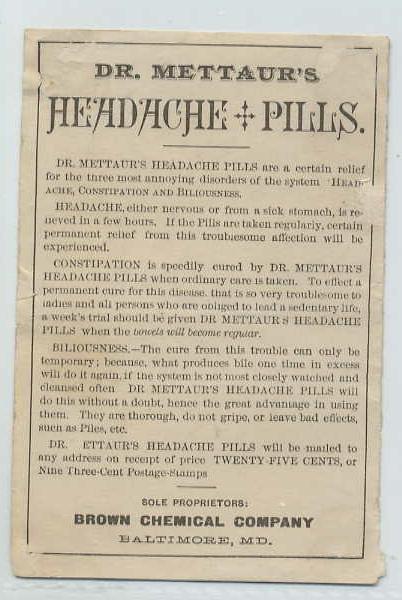 DR. METTAUR'S
HEADACHE ✣ PILLS.
DR. METTAUR'S HEADACHE PILLS are a certain relief
for the three most annoying disorders of the system HEAD-
ACHE, CONSTIPATION AND BILIOUSNESS.
HEADACHE, either nervous or from a sick stomach, is re-
ieved in a few hours. If the Pills are taken regularly, certain
permanent relief from this troublesome affection will be
experienced.
CONSTIPATION is speedily cured by DR. METTAUR'S
HEADACHE PILLS when ordinary care is taken. To effect a
permanent cure for this disease. that is so very troublesome to
ladies and all persons who are obliged to lead a sedentary life,
a week's trial should be given DR METTAUR S HEADACHE
PILLS when the bowels will become regular.
BILIOUSNESS.—The cure from this trouble can only be
temporary; because, what produces bile one time in excess
will do it again, if the system is not most closely watched and
cleansed often DR METTAUR'S HEADACHE PILLS will
do this without a doubt, hence the great advantage in using
them. They are thorough, do not gripe, or leave bad effects,
such as Piles, etc.
DR. ETTAUR'S HEADACHE PILLS will be mailed to
any address on receipt of price TWENTY-FIVE CENTS, or
Nine Three-Cent Postage-Stamps
SOLE PROPRIETORS:
BROWN CHEMICAL COMPANY
BALTIMORE, MD.